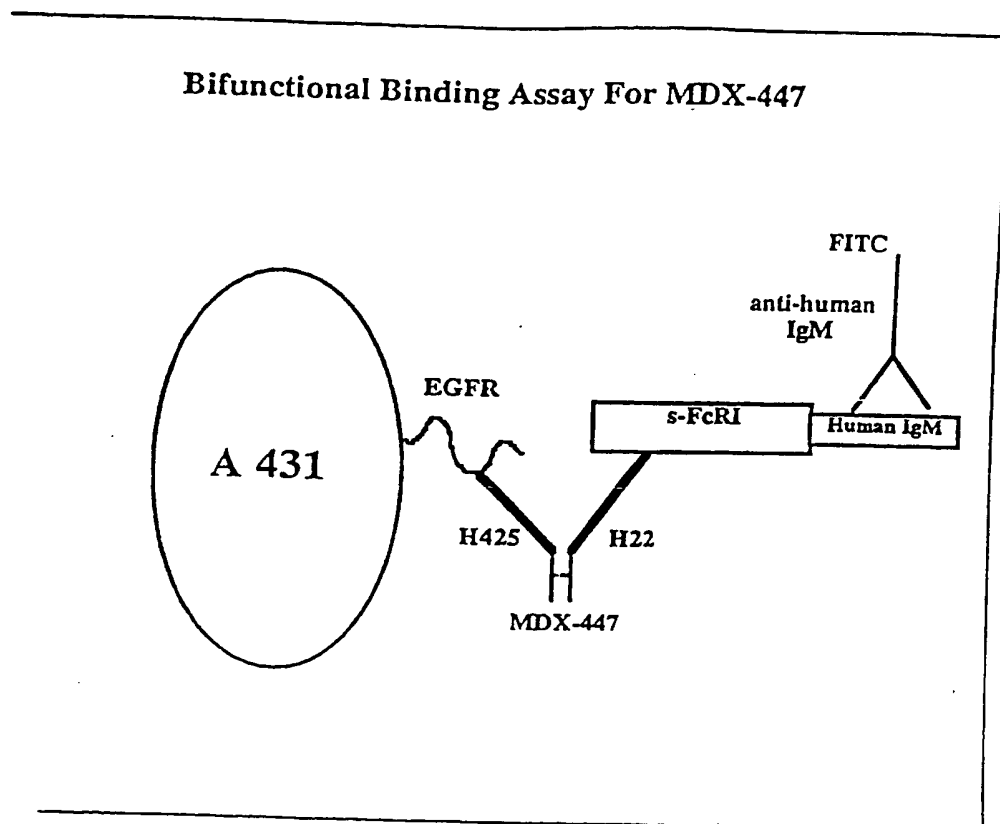 Bifunctional Binding Assay For MDX-447
FITC
anti-human
IgM
EGFR
s-FcRI
Human IgM
A 431
H425
H22
MDX-447